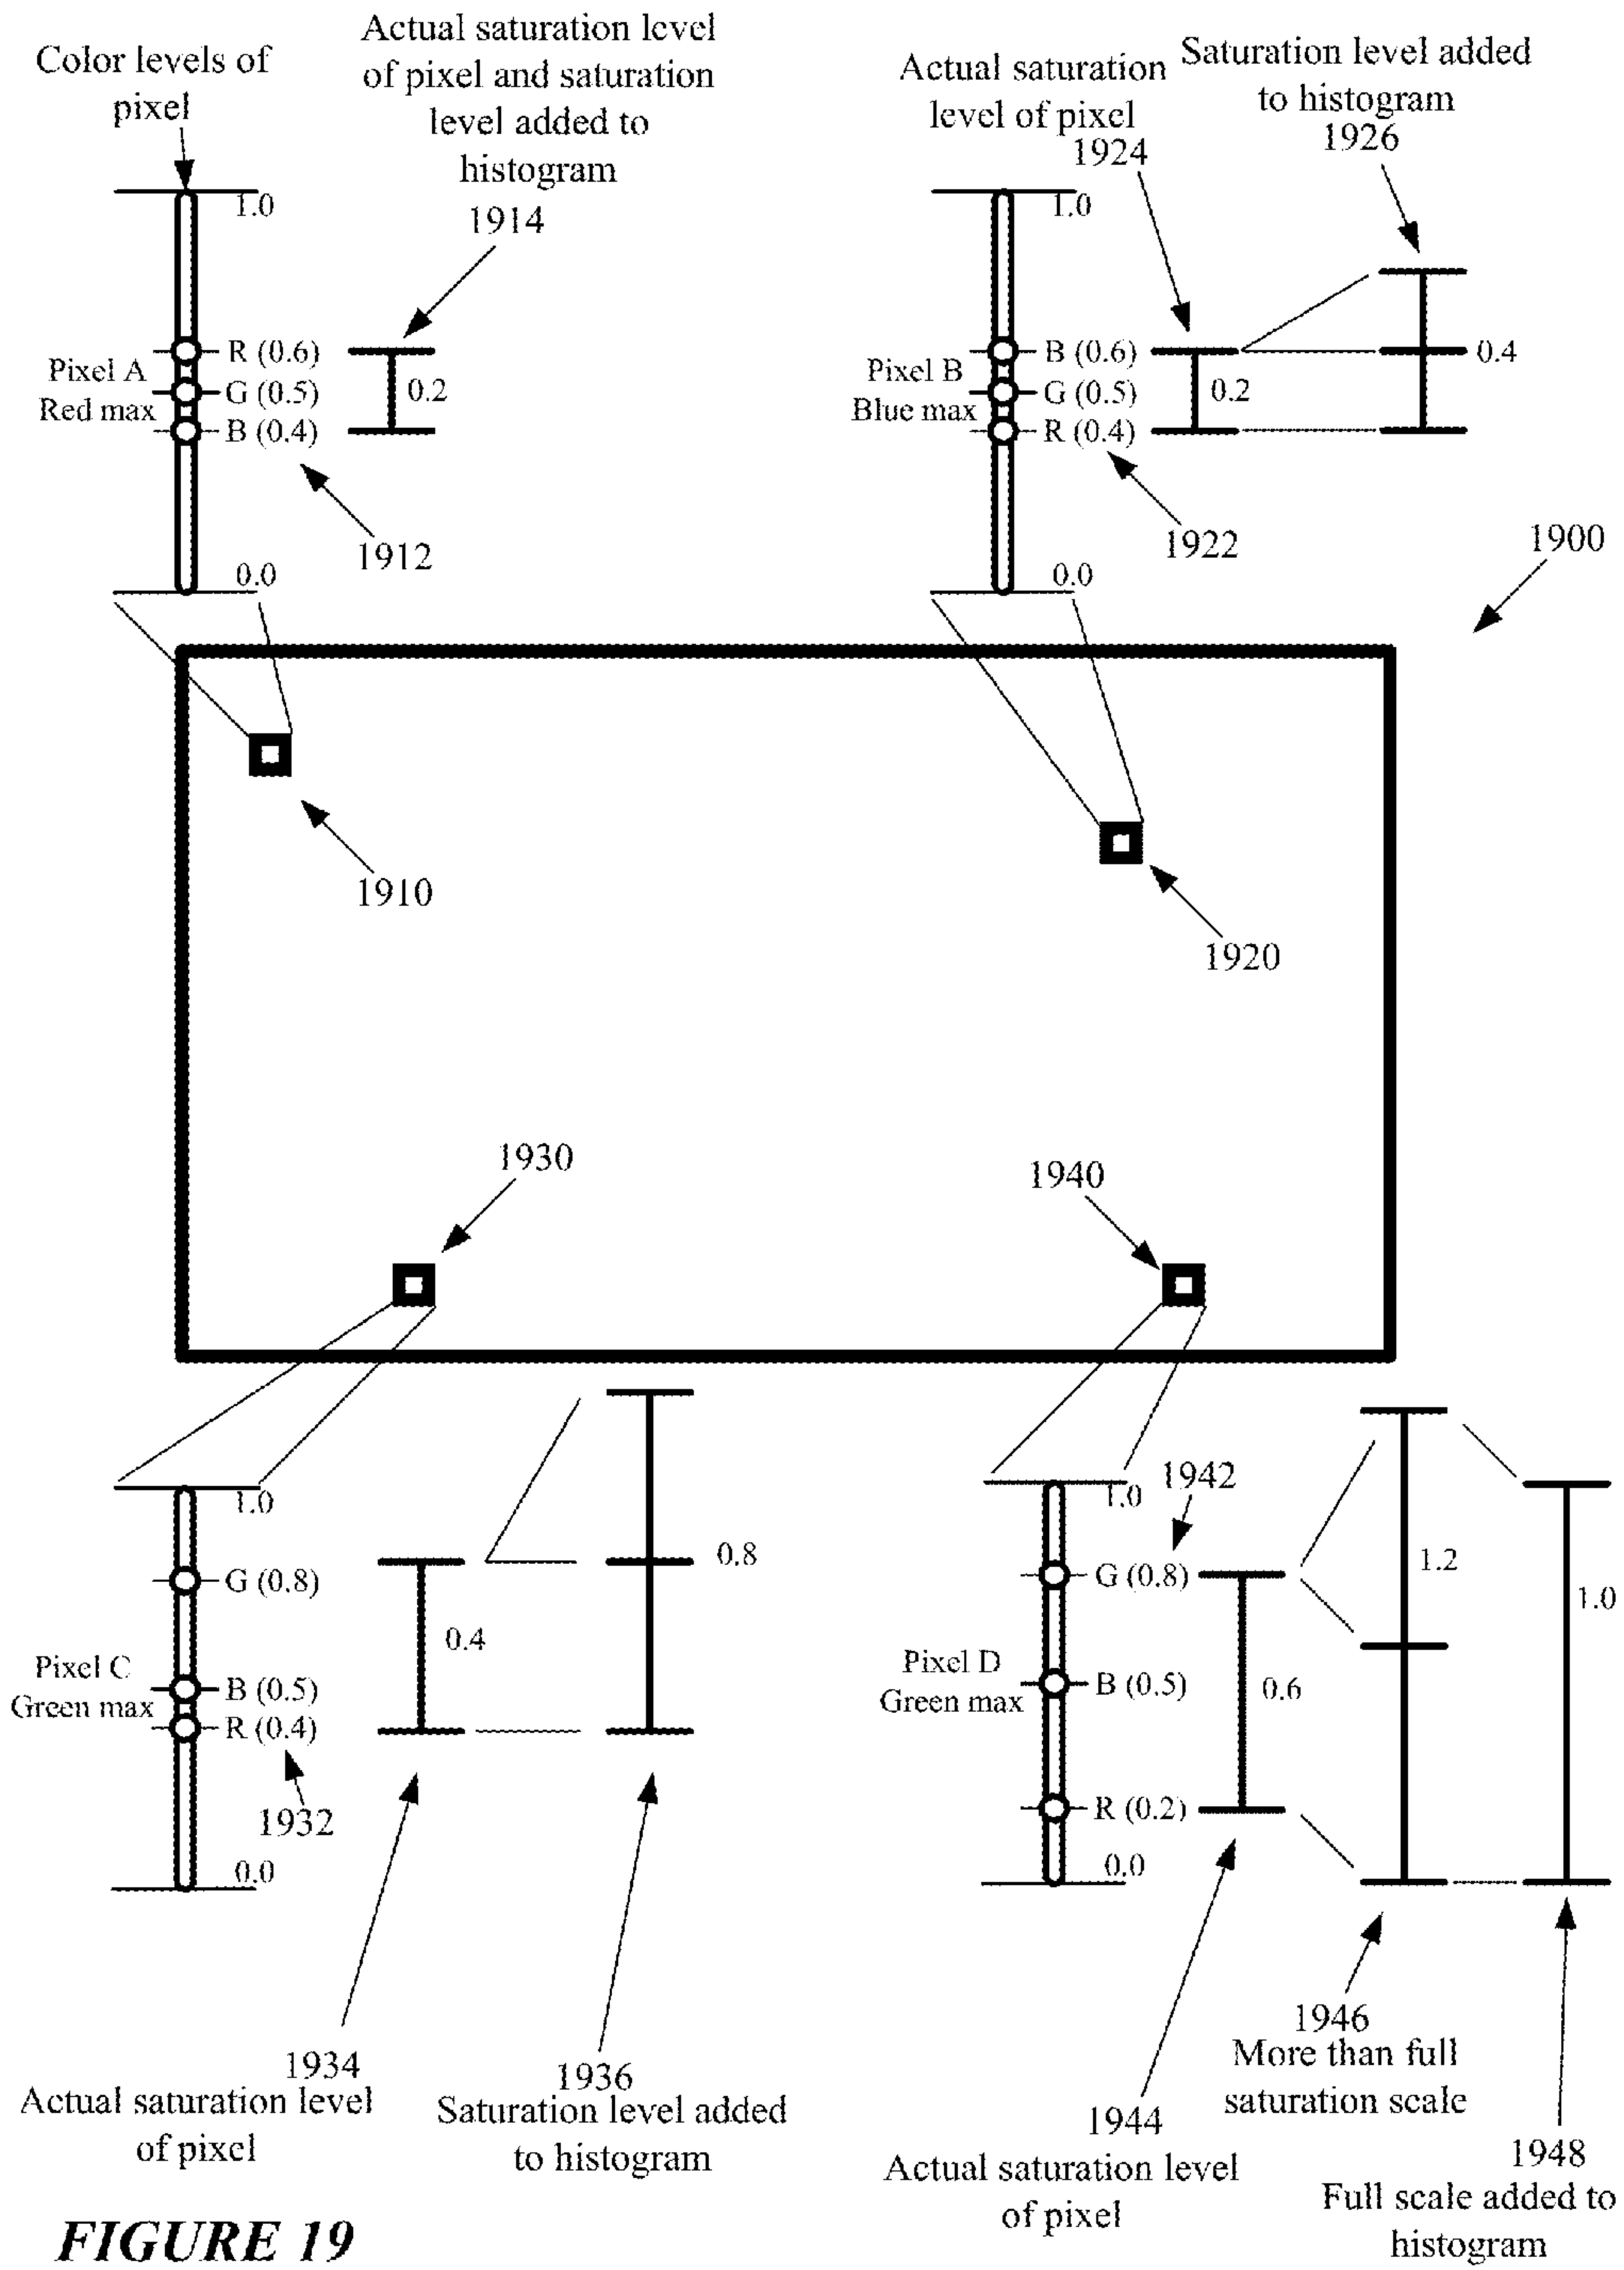 Color levels of
pixel
Actual saturation level
of pixel and saturation
level added to
histogram
1914
1.0
R (0.6)
G (0.5)
B (0.4)
Pixel A
Red max
0.2
1912
0.0
Actual saturation
level of pixel
1924
Saturation level added
to histogram
1926
1.0
B (0.6)
G (0.5)
R (0.4)
Pixel B
Blue max
0.2
0.4
1922
0.0
1900
1910
1920
1930
1940
1.0
G (0.8)
B (0.5)
R (0.4)
Pixel C
Green max
0.4
0.8
1932
0.0
1934
Actual saturation level
of pixel
1936
Saturation level added
to histogram
1942
1.0
G (0.8)
B (0.5)
R (0.2)
Pixel D
Green max
0.6
1.2
1.0
0.0
1944
Actual saturation level
of pixel
1946
More than full
saturation scale
1948
Full scale added to
histogram
FIGURE 19